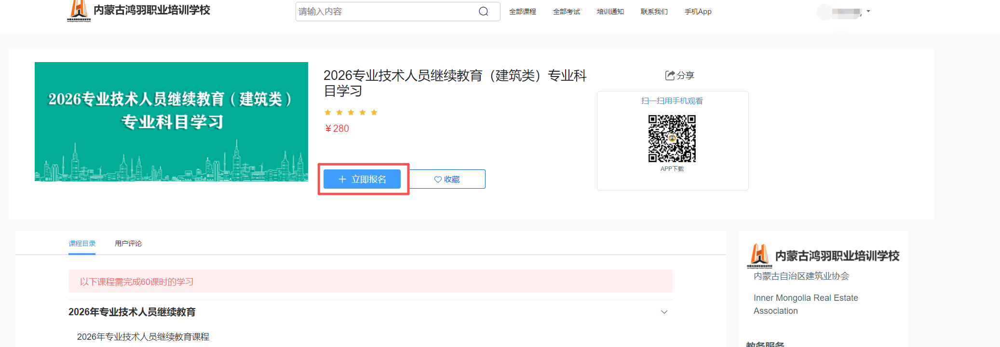 内蒙古鸿羽职业培训学校
请输入内容
全部课程
全部考试
培训通知
联系我们
手机App
2026专业技术人员继续教育（建筑类）
专业科目学习
2026专业技术人员继续教育（建筑类）专业科
目学习
￥280
立即报名
收藏
分享
扫一扫用手机观看
APP下载
课程目录
用户评论
以下课程需完成60课时的学习
2026年专业技术人员继续教育
2026年专业技术人员继续教育课程
内蒙古鸿羽职业培训学校
内蒙古自治区建筑业协会
Inner Mongolia Real Estate
Association
教务服务